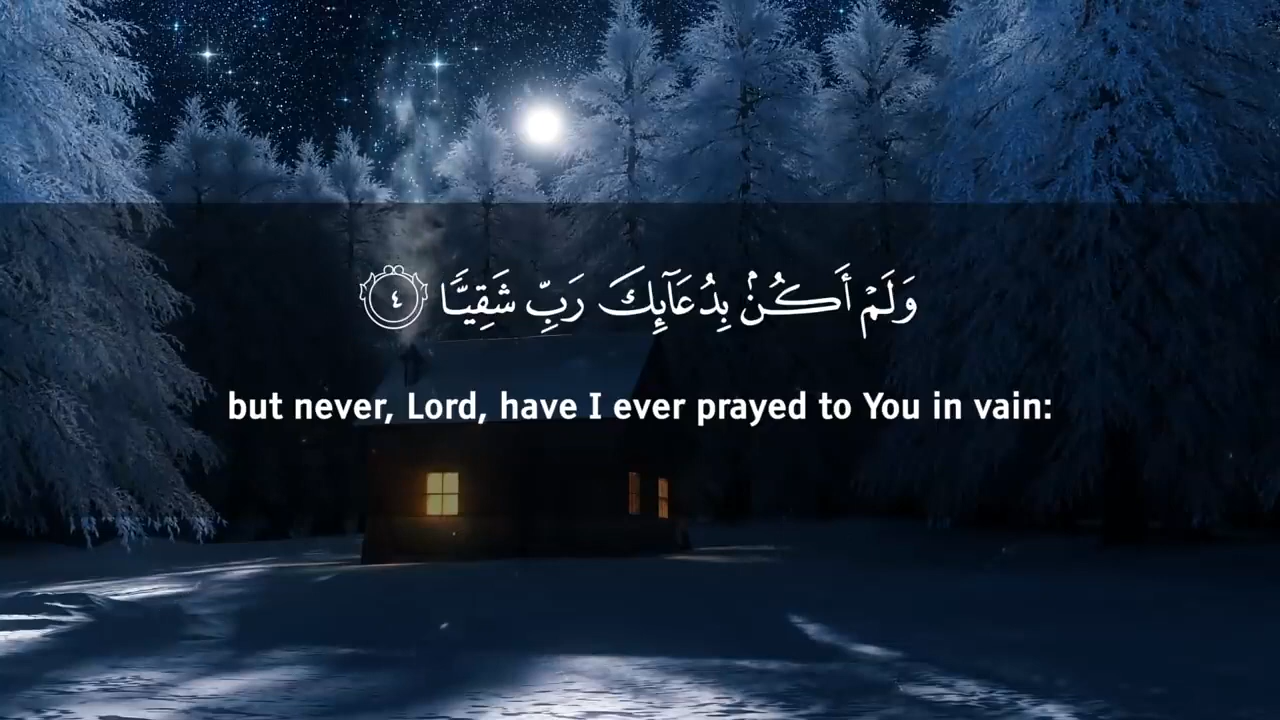 وَلَمْ أَكُنۢ بِدُعَآئِكَ رَبِّ شَقِيًّا ٤
but never, Lord, have I ever prayed to You in vain: